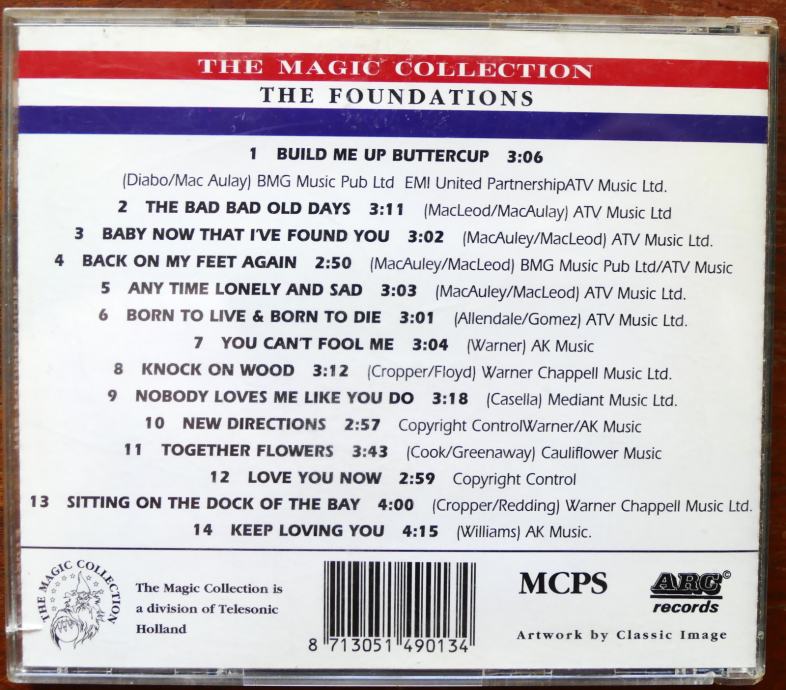 THE MAGIC COLLECTION
THE FOUNDATIONS
1 BUILD ME UP BUTTERCUP 3:06
(Diabo/Mac Aulay) BMG Music Pub Ltd EMI United PartnershipATV Music Ltd.
2 THE BAD BAD OLD DAYS 3:11 (MacLeod/MacAulay) ATV Music Ltd
3 BABY NOW THAT I'VE FOUND YOU 3:02 (MacAuley/MacLeod) ATV Music Ltd.
4 BACK ON MY FEET AGAIN 2:50 (MacAuley/MacLeod) BMG Music Pub Ltd/ATV Music
5 ANY TIME LONELY AND SAD 3:03 (MacAuley/MacLeod) ATV Music Ltd.
6 BORN TO LIVE & BORN TO DIE 3:01 (Allendale/Gomez) ATV Music Ltd.
7 YOU CAN'T FOOL ME 3:04 (Warner) AK Music
8 KNOCK ON WOOD 3:12 (Cropper/Floyd) Warner Chappell Music Ltd.
9 NOBODY LOVES ME LIKE YOU DO 3:18 (Casella) Mediant Music Ltd.
10 NEW DIRECTIONS 2:57 Copyright ControlWarner/AK Music
11 TOGETHER FLOWERS 3:43 (Cook/Greenaway) Cauliflower Music
12 LOVE YOU NOW 2:59 Copyright Control
13 SITTING ON THE DOCK OF THE BAY 4:00 (Cropper/Redding) Warner Chappell Music Ltd.
14 KEEP LOVING YOU 4:15 (Williams) AK Music.
THE MAGIC COLLECTION
The Magic Collection is
a division of Telesonic
Holland
8 713051 490134
MCPS
ARC©
records
Artwork by Classic Image